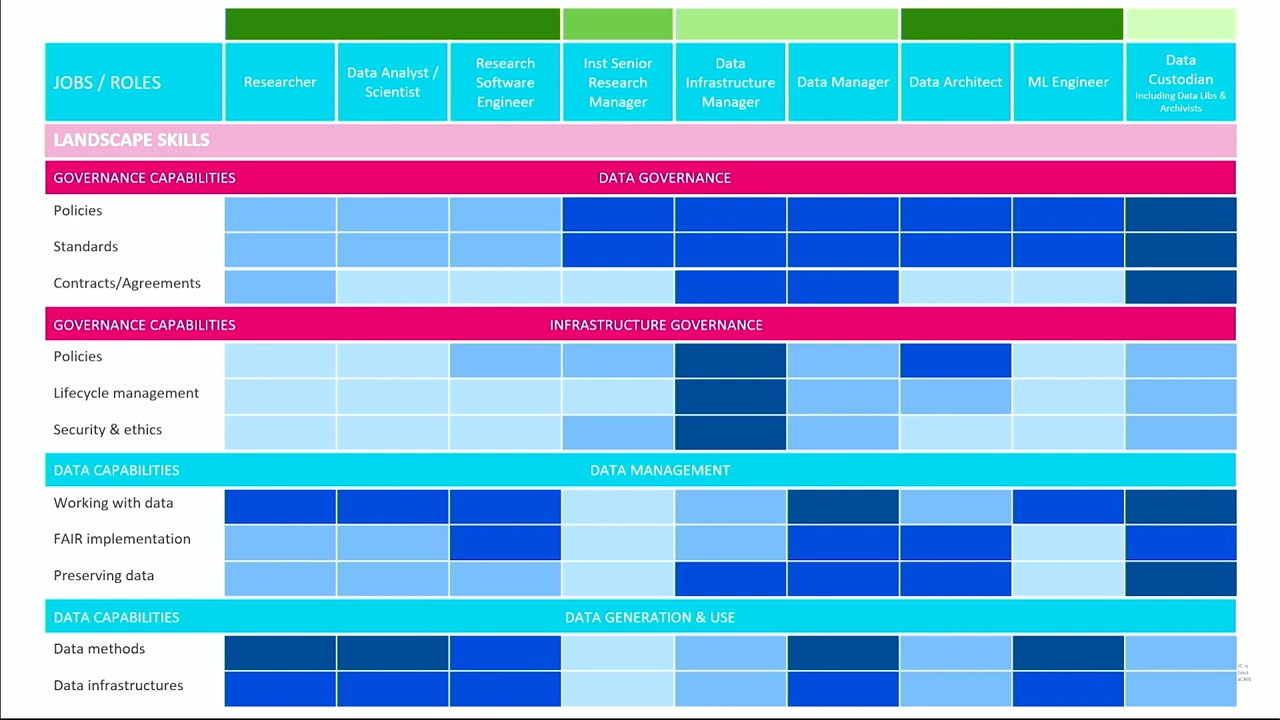 JOBS / ROLES
Researcher
Data Analyst /
Scientist
Research
Software
Engineer
Inst Senior
Research
Manager
Data
Infrastructure
Manager
Data Manager
Data Architect
ML Engineer
Data
Custodian
including Data Libs &
Archivists
LANDSCAPE SKILLS
GOVERNANCE CAPABILITIES DATA GOVERNANCE
Policies
Standards
Contracts/Agreements
GOVERNANCE CAPABILITIES INFRASTRUCTURE GOVERNANCE
Policies
Lifecycle management
Security & ethics
DATA CAPABILITIES DATA MANAGEMENT
Working with data
FAIR implementation
Preserving data
DATA CAPABILITIES DATA GENERATION & USE
Data methods
Data infrastructures